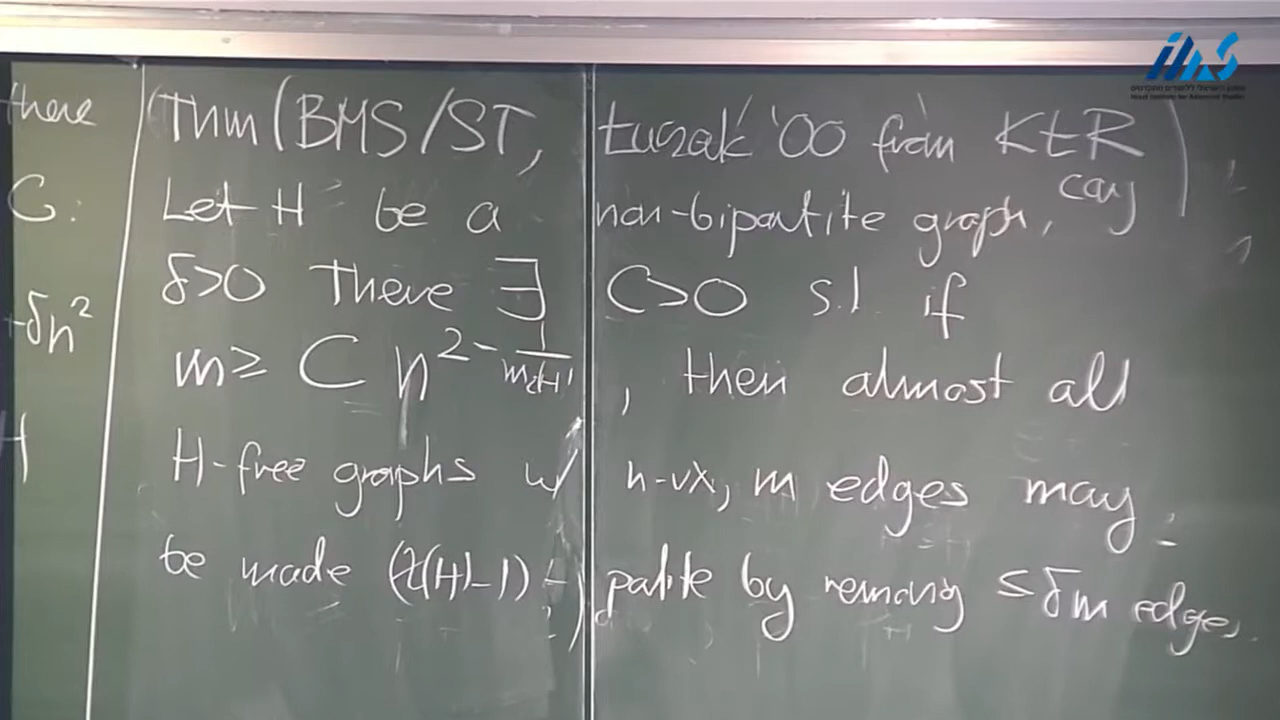 there
C:
-δn²
H
Thm (BMS/ST, Łuczak '00 from KŁR conj)
Let H be a non-bipartite graph,
δ>0 There ∃ C>0 s.t. if
m ≥ C n^{2 - 1/m₂(H)}, then almost all
H-free graphs w/ n-vx, m edges may
be made (χ(H)-1)-partite by removing ≤ δm edges.